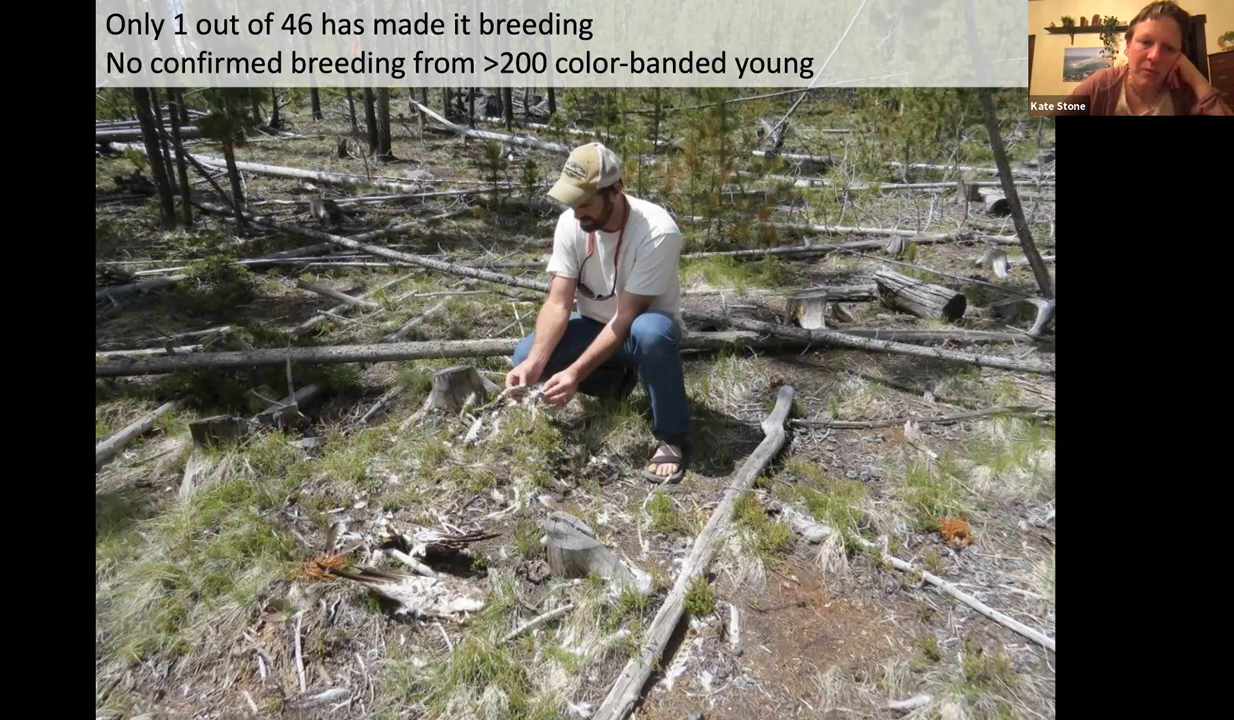 Only 1 out of 46 has made it breeding
No confirmed breeding from >200 color-banded young
Kate Stone